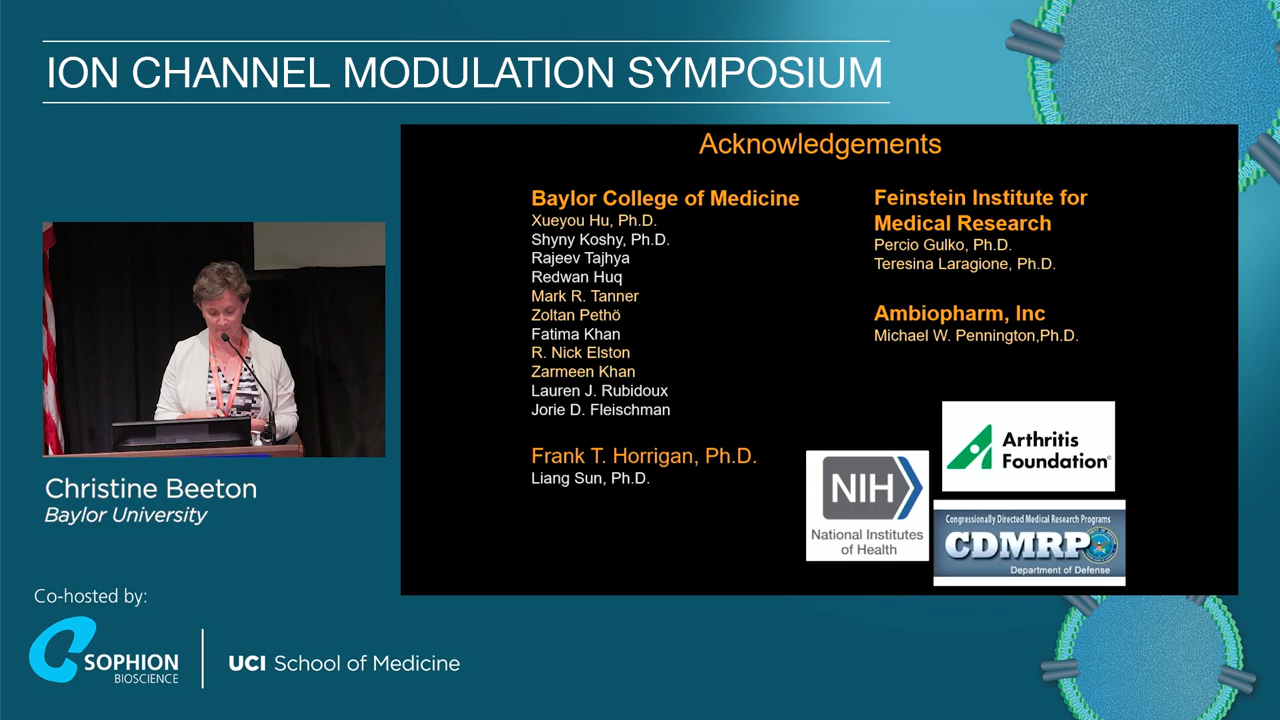 ION CHANNEL MODULATION SYMPOSIUM
Acknowledgements
Baylor College of Medicine
Xueyou Hu, Ph.D.
Shyny Koshy, Ph.D.
Rajeev Tajhya
Redwan Huq
Mark R. Tanner
Zoltan Pethö
Fatima Khan
R. Nick Elston
Zarmeen Khan
Lauren J. Rubidoux
Jorie D. Fleischman
Frank T. Horrigan, Ph.D.
Liang Sun, Ph.D.
Feinstein Institute for
Medical Research
Percio Gulko, Ph.D.
Teresina Laragione, Ph.D.
Ambiopharm, Inc
Michael W. Pennington,Ph.D.
Arthritis
Foundation®
NIH
National Institutes
of Health
Congressionally Directed Medical Research Programs
CDMRP
Department of Defense
Christine Beeton
Baylor University
Co-hosted by:
SOPHION
BIOSCIENCE
UCI School of Medicine